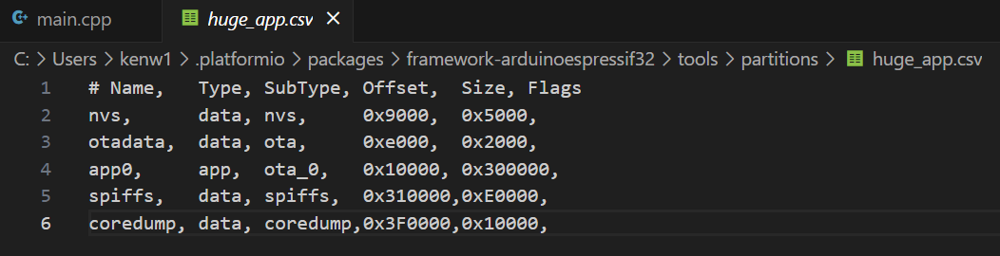 main.cpp huge_app.csv
C: > Users > kenw1 > .platformio > packages > framework-arduinoespressif32 > tools > partitions > huge_app.csv
1 # Name,   Type, SubType, Offset,  Size, Flags
2 nvs,      data, nvs,     0x9000,  0x5000,
3 otadata,  data, ota,     0xe000,  0x2000,
4 app0,     app,  ota_0,   0x10000, 0x300000,
5 spiffs,   data, spiffs,  0x310000,0xE0000,
6 coredump, data, coredump,0x3F0000,0x10000,